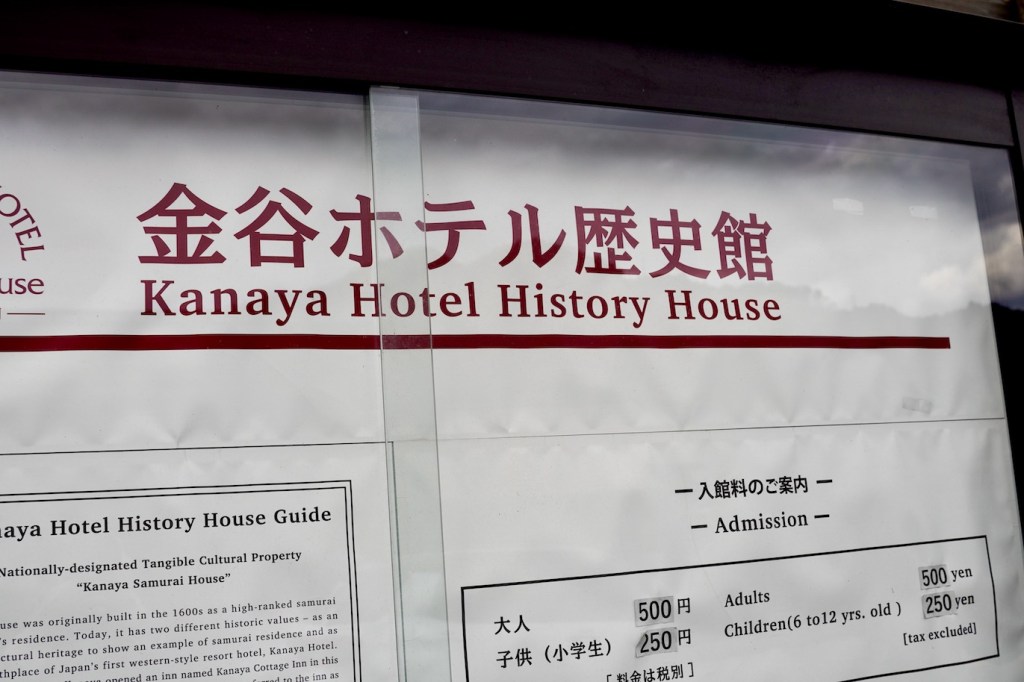 HOTEL
use
金谷ホテル歴史館
Kanaya Hotel History House
Hotel History House Guide
Nationally-designated Tangible Cultural Property
“Kanaya Samurai House”
was originally built in the 1600s as a high-ranked samurai
residence. Today, it has two different historic values – as an
heritage to show an example of samurai residence and as
of Japan's first western-style resort hotel, Kanaya Hotel.
opened an inn named Kanaya Cottage Inn in this
to the inn as
— 入館料のご案内 —
— Admission —
大人 500円
子供（小学生） 250円
[ 料金は税別 ]
Adults 500 yen
Children(6 to12 yrs. old ) 250 yen
[tax excluded]